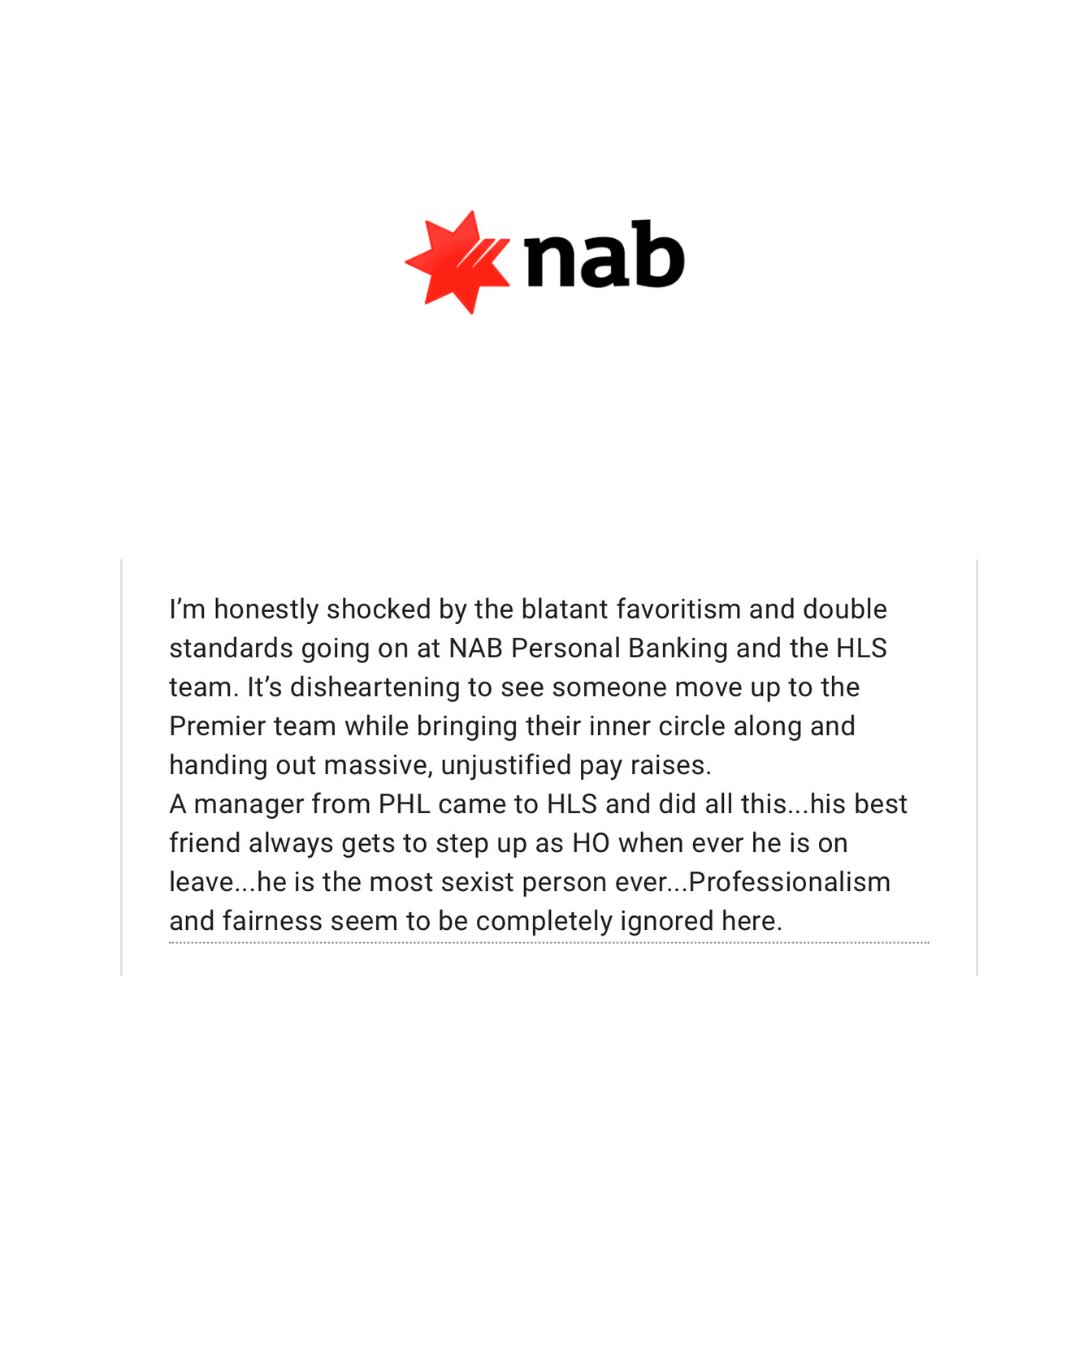 nab
I’m honestly shocked by the blatant favoritism and double
standards going on at NAB Personal Banking and the HLS
team. It’s disheartening to see someone move up to the
Premier team while bringing their inner circle along and
handing out massive, unjustified pay raises.
A manager from PHL came to HLS and did all this...his best
friend always gets to step up as HO when ever he is on
leave...he is the most sexist person ever...Professionalism
and fairness seem to be completely ignored here.